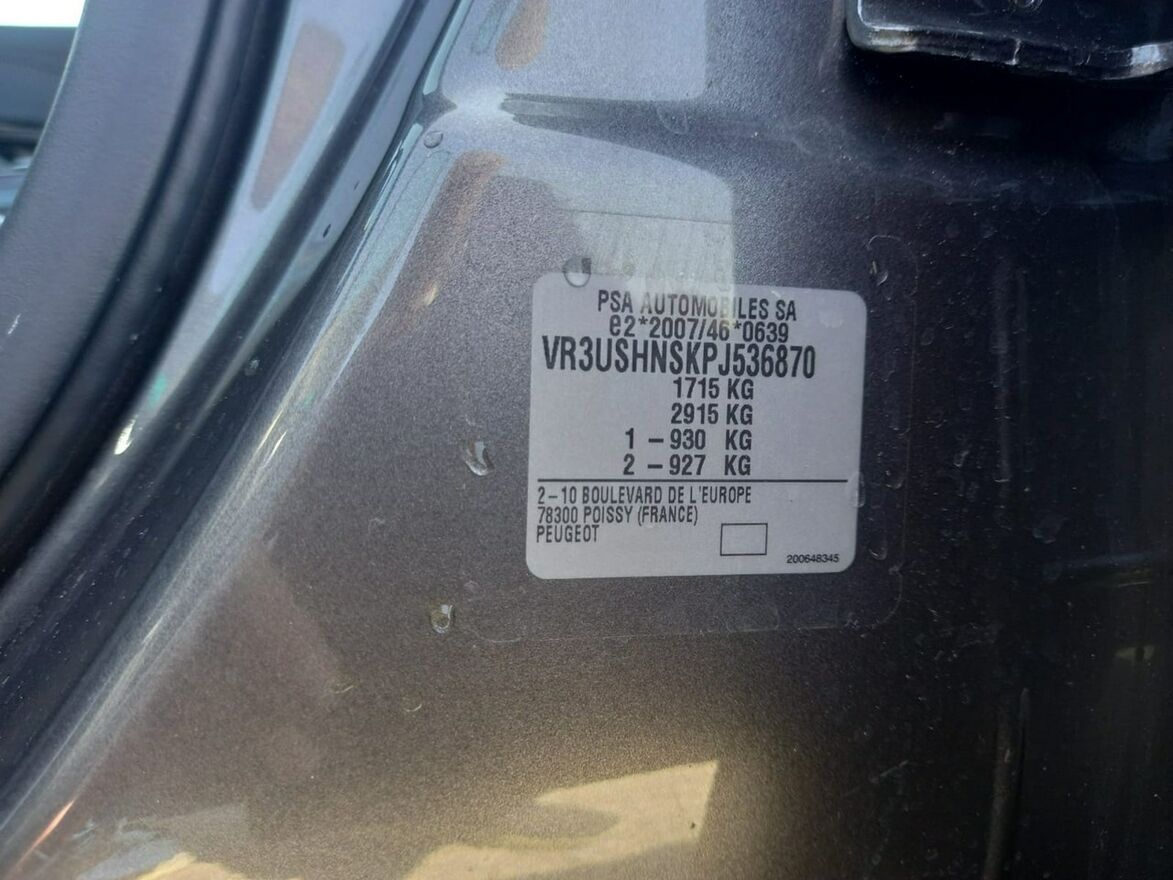 PSA AUTOMOBILES SA
e2*2007/46*0639
VR3USHNSKPJ536870
1715 KG
2915 KG
1 – 930 KG
2 – 927 KG
2–10 BOULEVARD DE L'EUROPE
78300 POISSY (FRANCE)
PEUGEOT
200648345